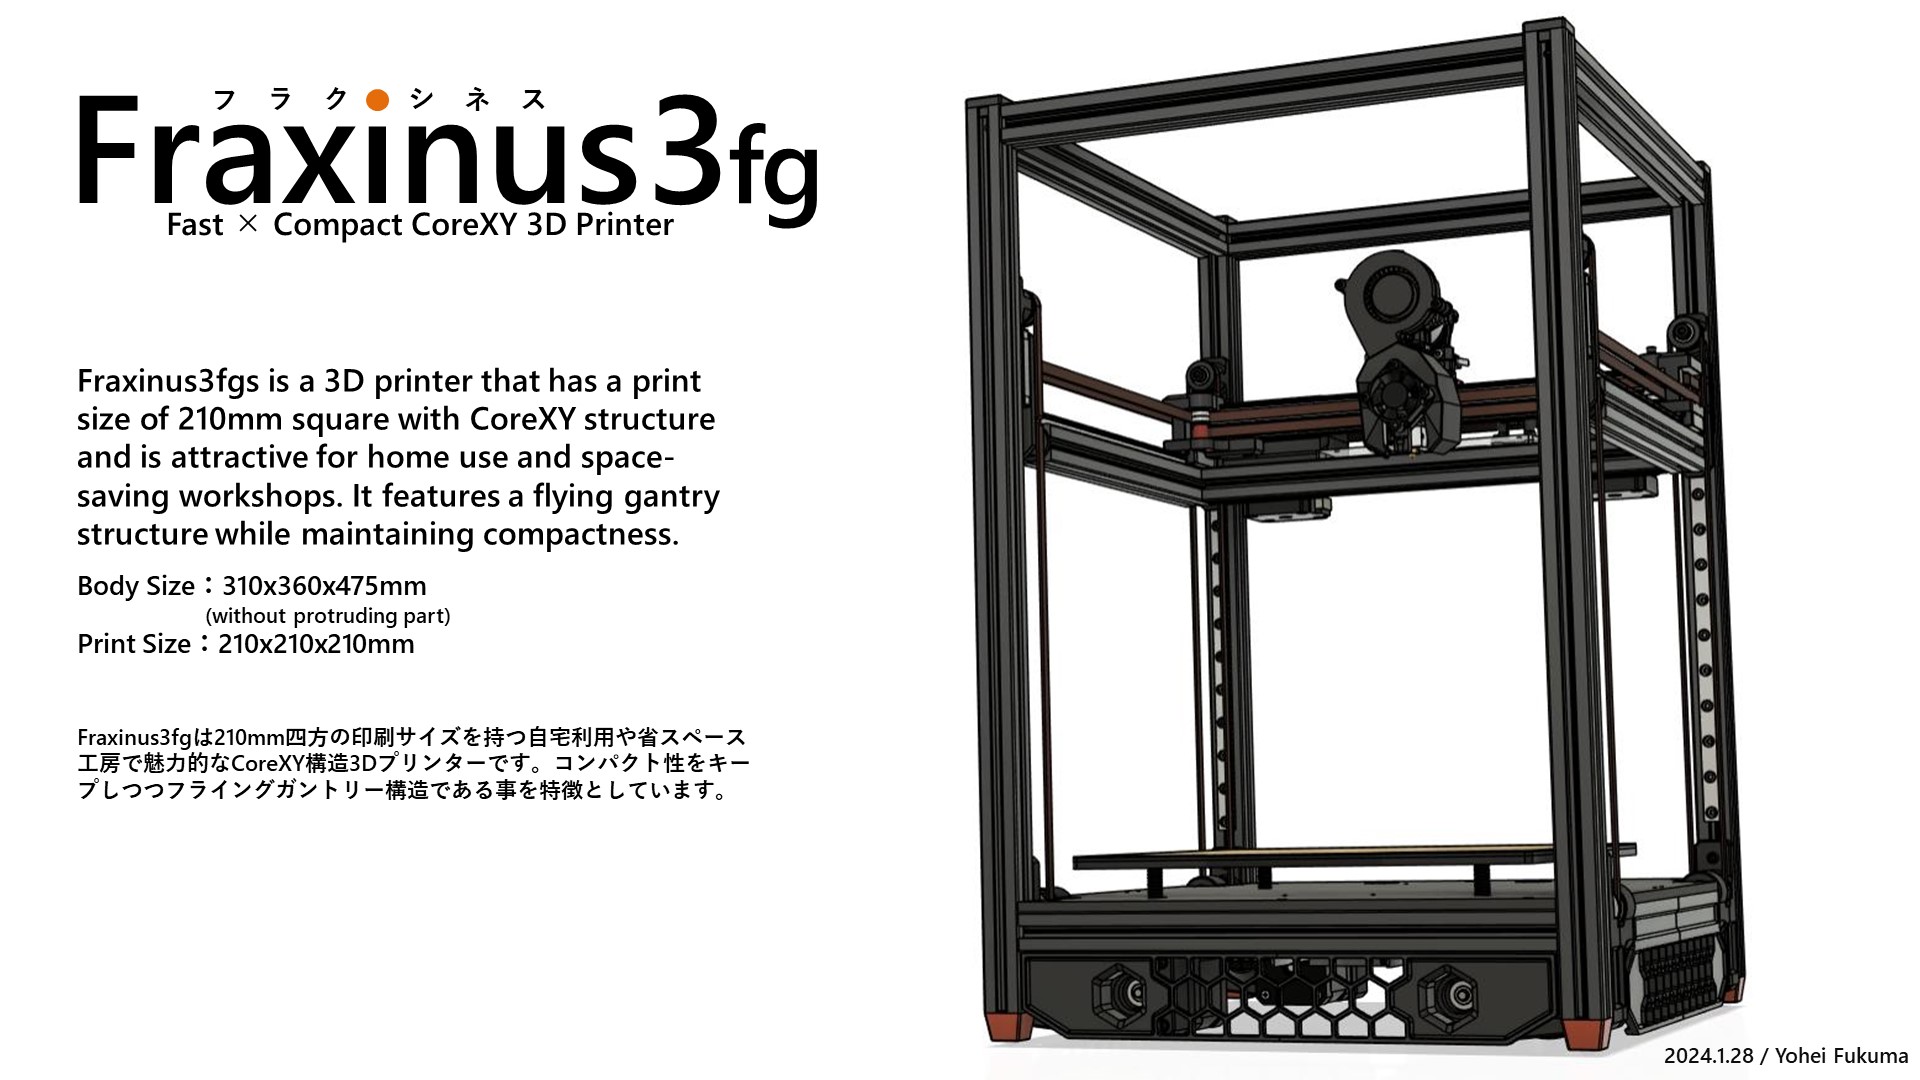 フラクシネス
Fraxinus3fg
Fast × Compact CoreXY 3D Printer
Fraxinus3fgs is a 3D printer that has a print
size of 210mm square with CoreXY structure
and is attractive for home use and space-
saving workshops. It features a flying gantry
structure while maintaining compactness.
Body Size：310x360x475mm
(without protruding part)
Print Size：210x210x210mm
Fraxinus3fgは210mm四方の印刷サイズを持つ自宅利用や省スペース
工房で魅力的なCoreXY構造3Dプリンターです。コンパクト性をキー
プしつつフライングガントリー構造である事を特徴としています。
2024.1.28 / Yohei Fukuma